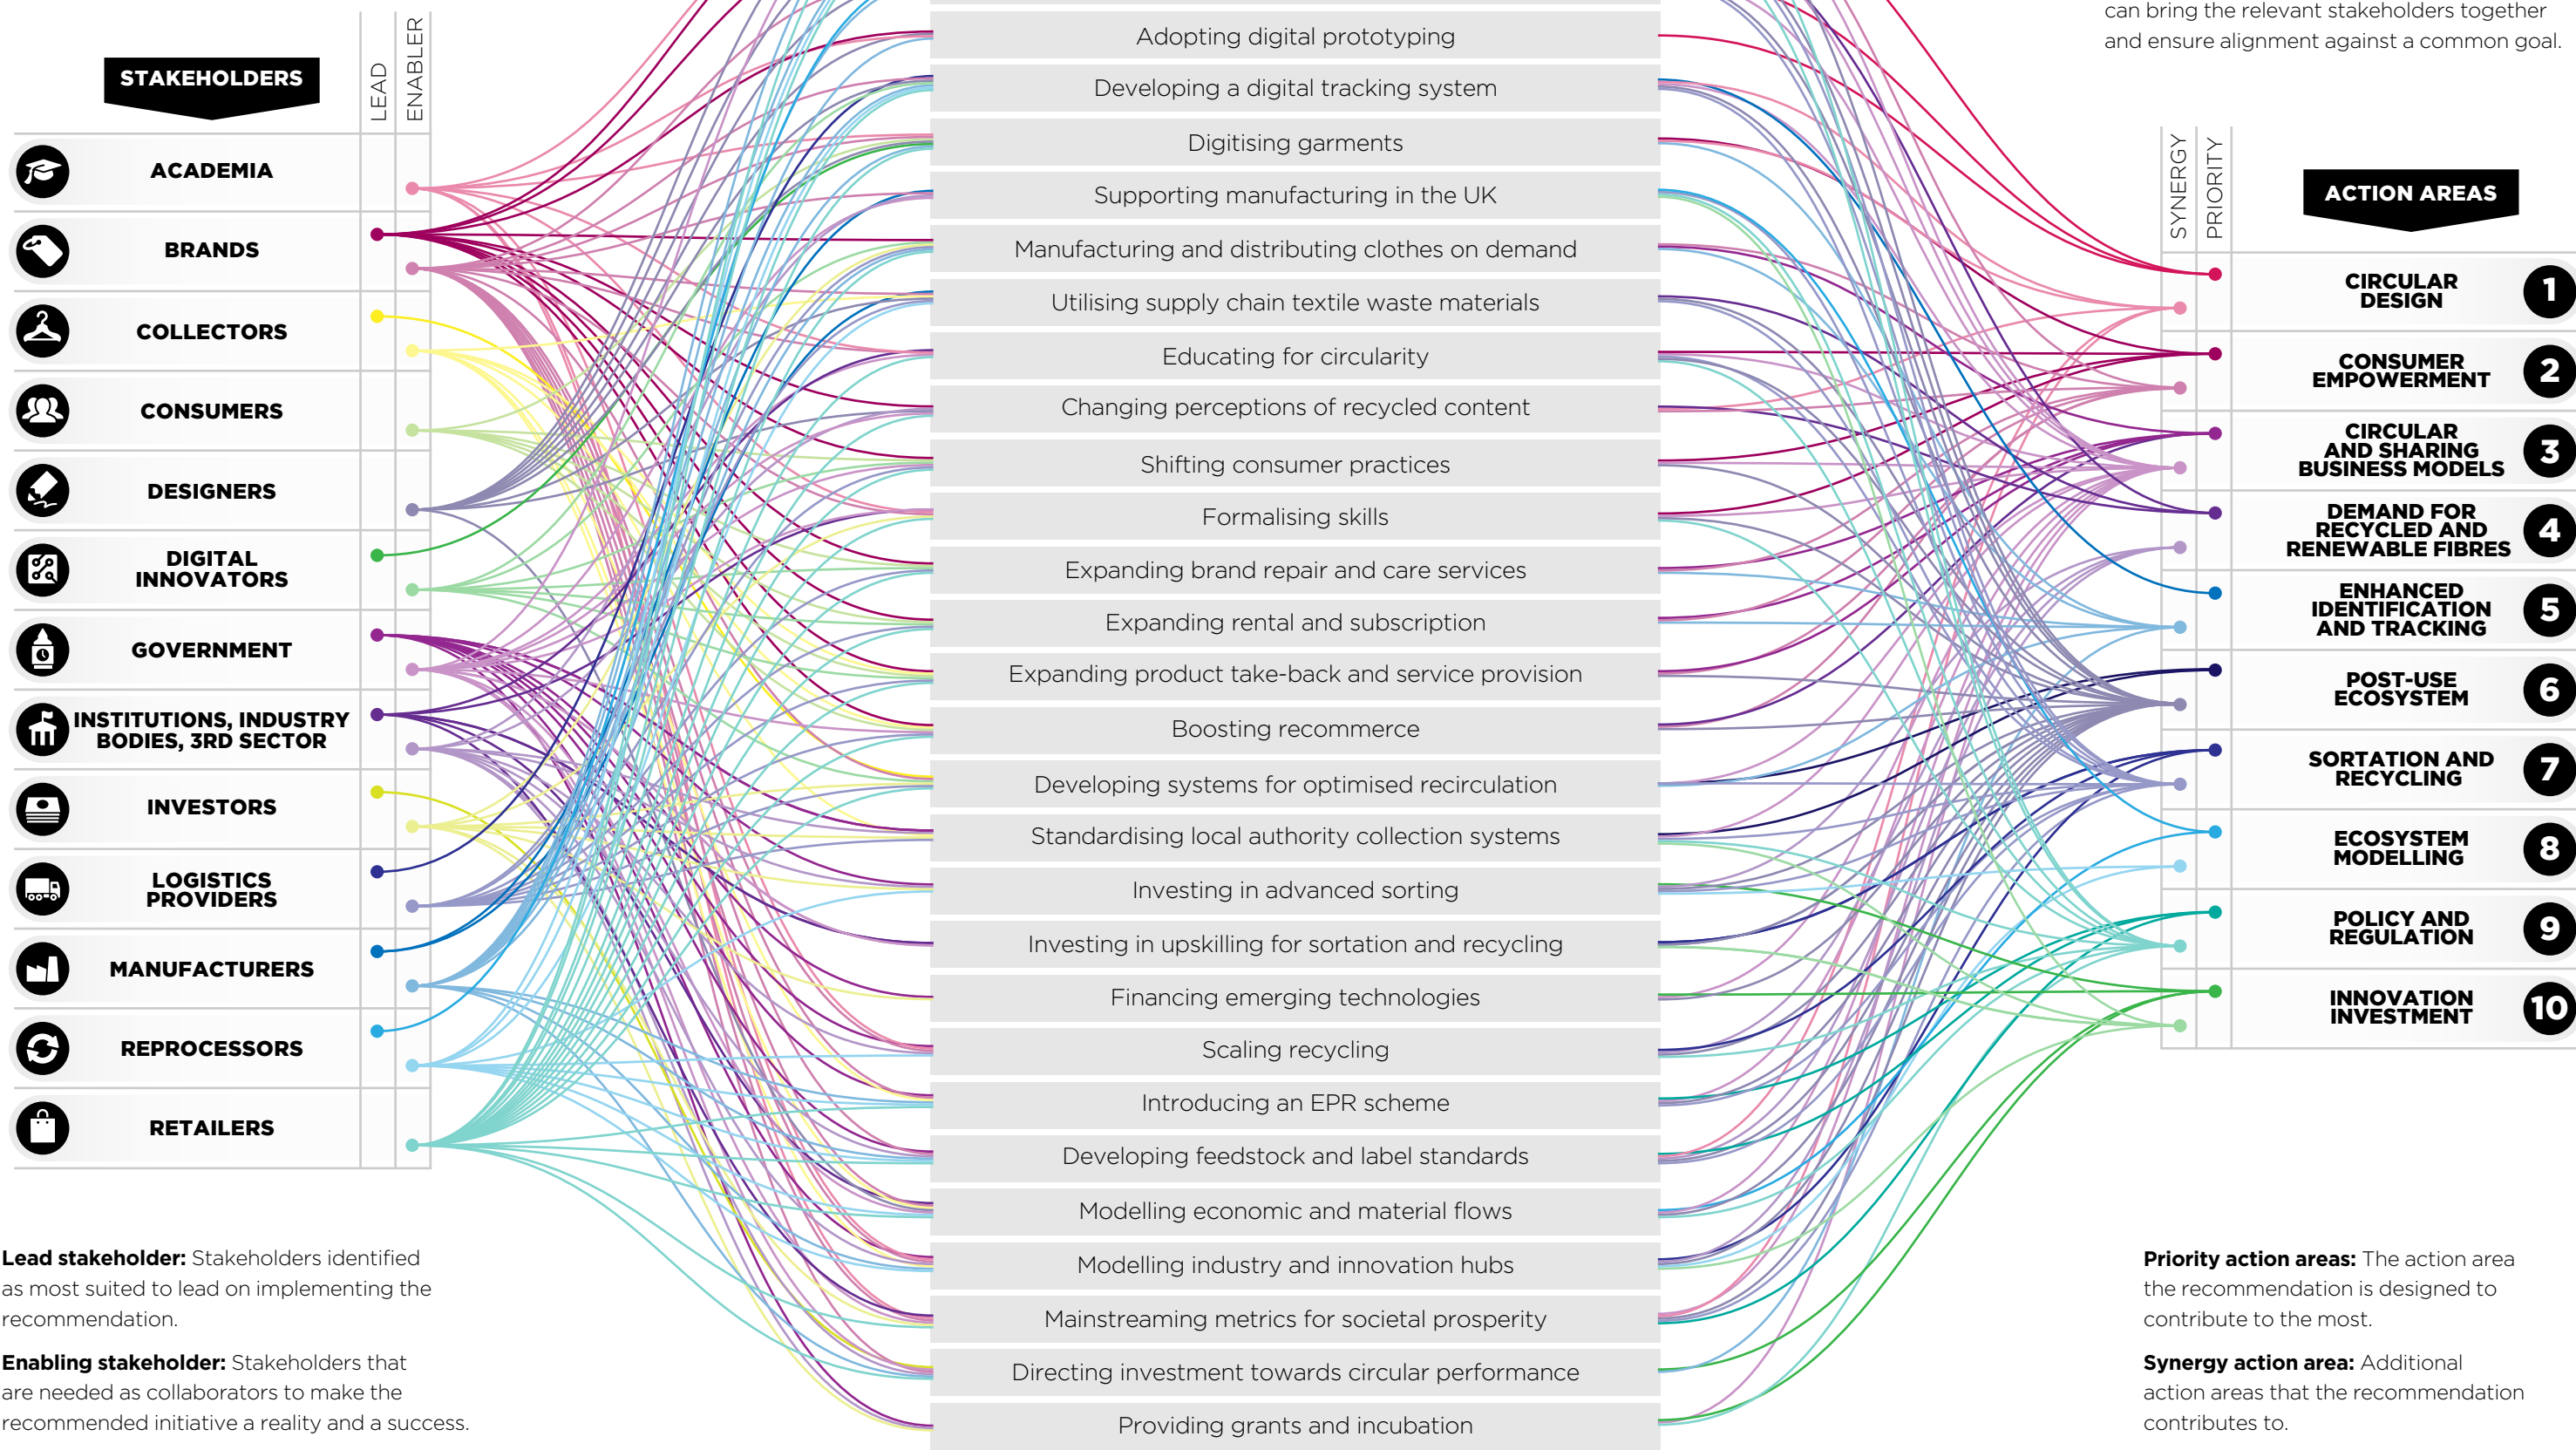 can bring the relevant stakeholders together
and ensure alignment against a common goal.
STAKEHOLDERS
LEAD
ENABLER
ACADEMIA
BRANDS
COLLECTORS
CONSUMERS
DESIGNERS
DIGITAL
INNOVATORS
GOVERNMENT
INSTITUTIONS, INDUSTRY
BODIES, 3RD SECTOR
INVESTORS
LOGISTICS
PROVIDERS
MANUFACTURERS
REPROCESSORS
RETAILERS
Lead stakeholder: Stakeholders identified
as most suited to lead on implementing the
recommendation.
Enabling stakeholder: Stakeholders that
are needed as collaborators to make the
recommended initiative a reality and a success.
Adopting digital prototyping
Developing a digital tracking system
Digitising garments
Supporting manufacturing in the UK
Manufacturing and distributing clothes on demand
Utilising supply chain textile waste materials
Educating for circularity
Changing perceptions of recycled content
Shifting consumer practices
Formalising skills
Expanding brand repair and care services
Expanding rental and subscription
Expanding product take-back and service provision
Boosting recommerce
Developing systems for optimised recirculation
Standardising local authority collection systems
Investing in advanced sorting
Investing in upskilling for sortation and recycling
Financing emerging technologies
Scaling recycling
Introducing an EPR scheme
Developing feedstock and label standards
Modelling economic and material flows
Modelling industry and innovation hubs
Mainstreaming metrics for societal prosperity
Directing investment towards circular performance
Providing grants and incubation
SYNERGY
PRIORITY
ACTION AREAS
CIRCULAR
DESIGN
1
CONSUMER
EMPOWERMENT
2
CIRCULAR
AND SHARING
BUSINESS MODELS
3
DEMAND FOR
RECYCLED AND
RENEWABLE FIBRES
4
ENHANCED
IDENTIFICATION
AND TRACKING
5
POST-USE
ECOSYSTEM
6
SORTATION AND
RECYCLING
7
ECOSYSTEM
MODELLING
8
POLICY AND
REGULATION
9
INNOVATION
INVESTMENT
10
Priority action areas: The action area
the recommendation is designed to
contribute to the most.
Synergy action area: Additional
action areas that the recommendation
contributes to.